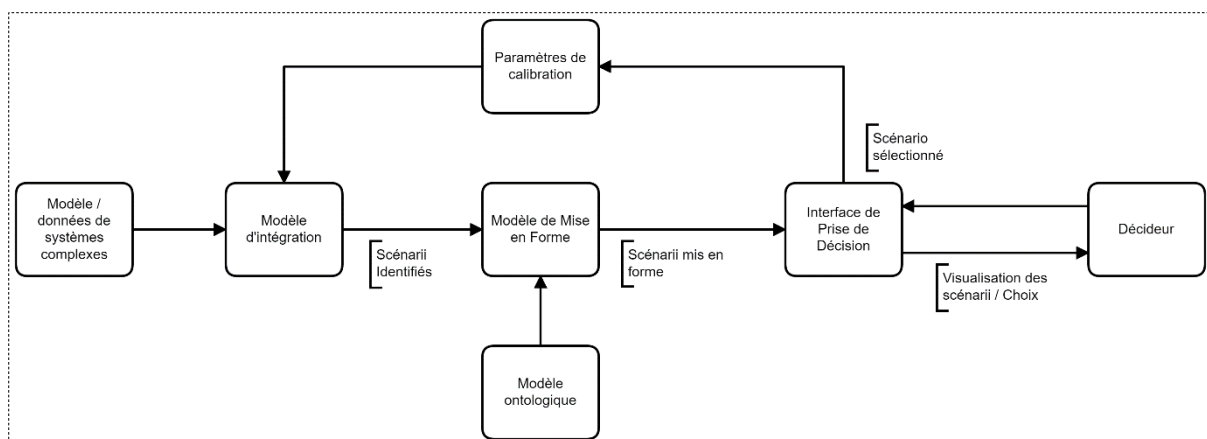 Paramètres de
calibration
Scénario
sélectionné
Modèle /
données de
systèmes
complexes
Modèle
d'intégration
Scénarii
Identifiés
Modèle de Mise
en Forme
Scénarii mis en
forme
Interface de
Prise de
Décision
Visualisation des
scénarii / Choix
Décideur
Modèle
ontologique